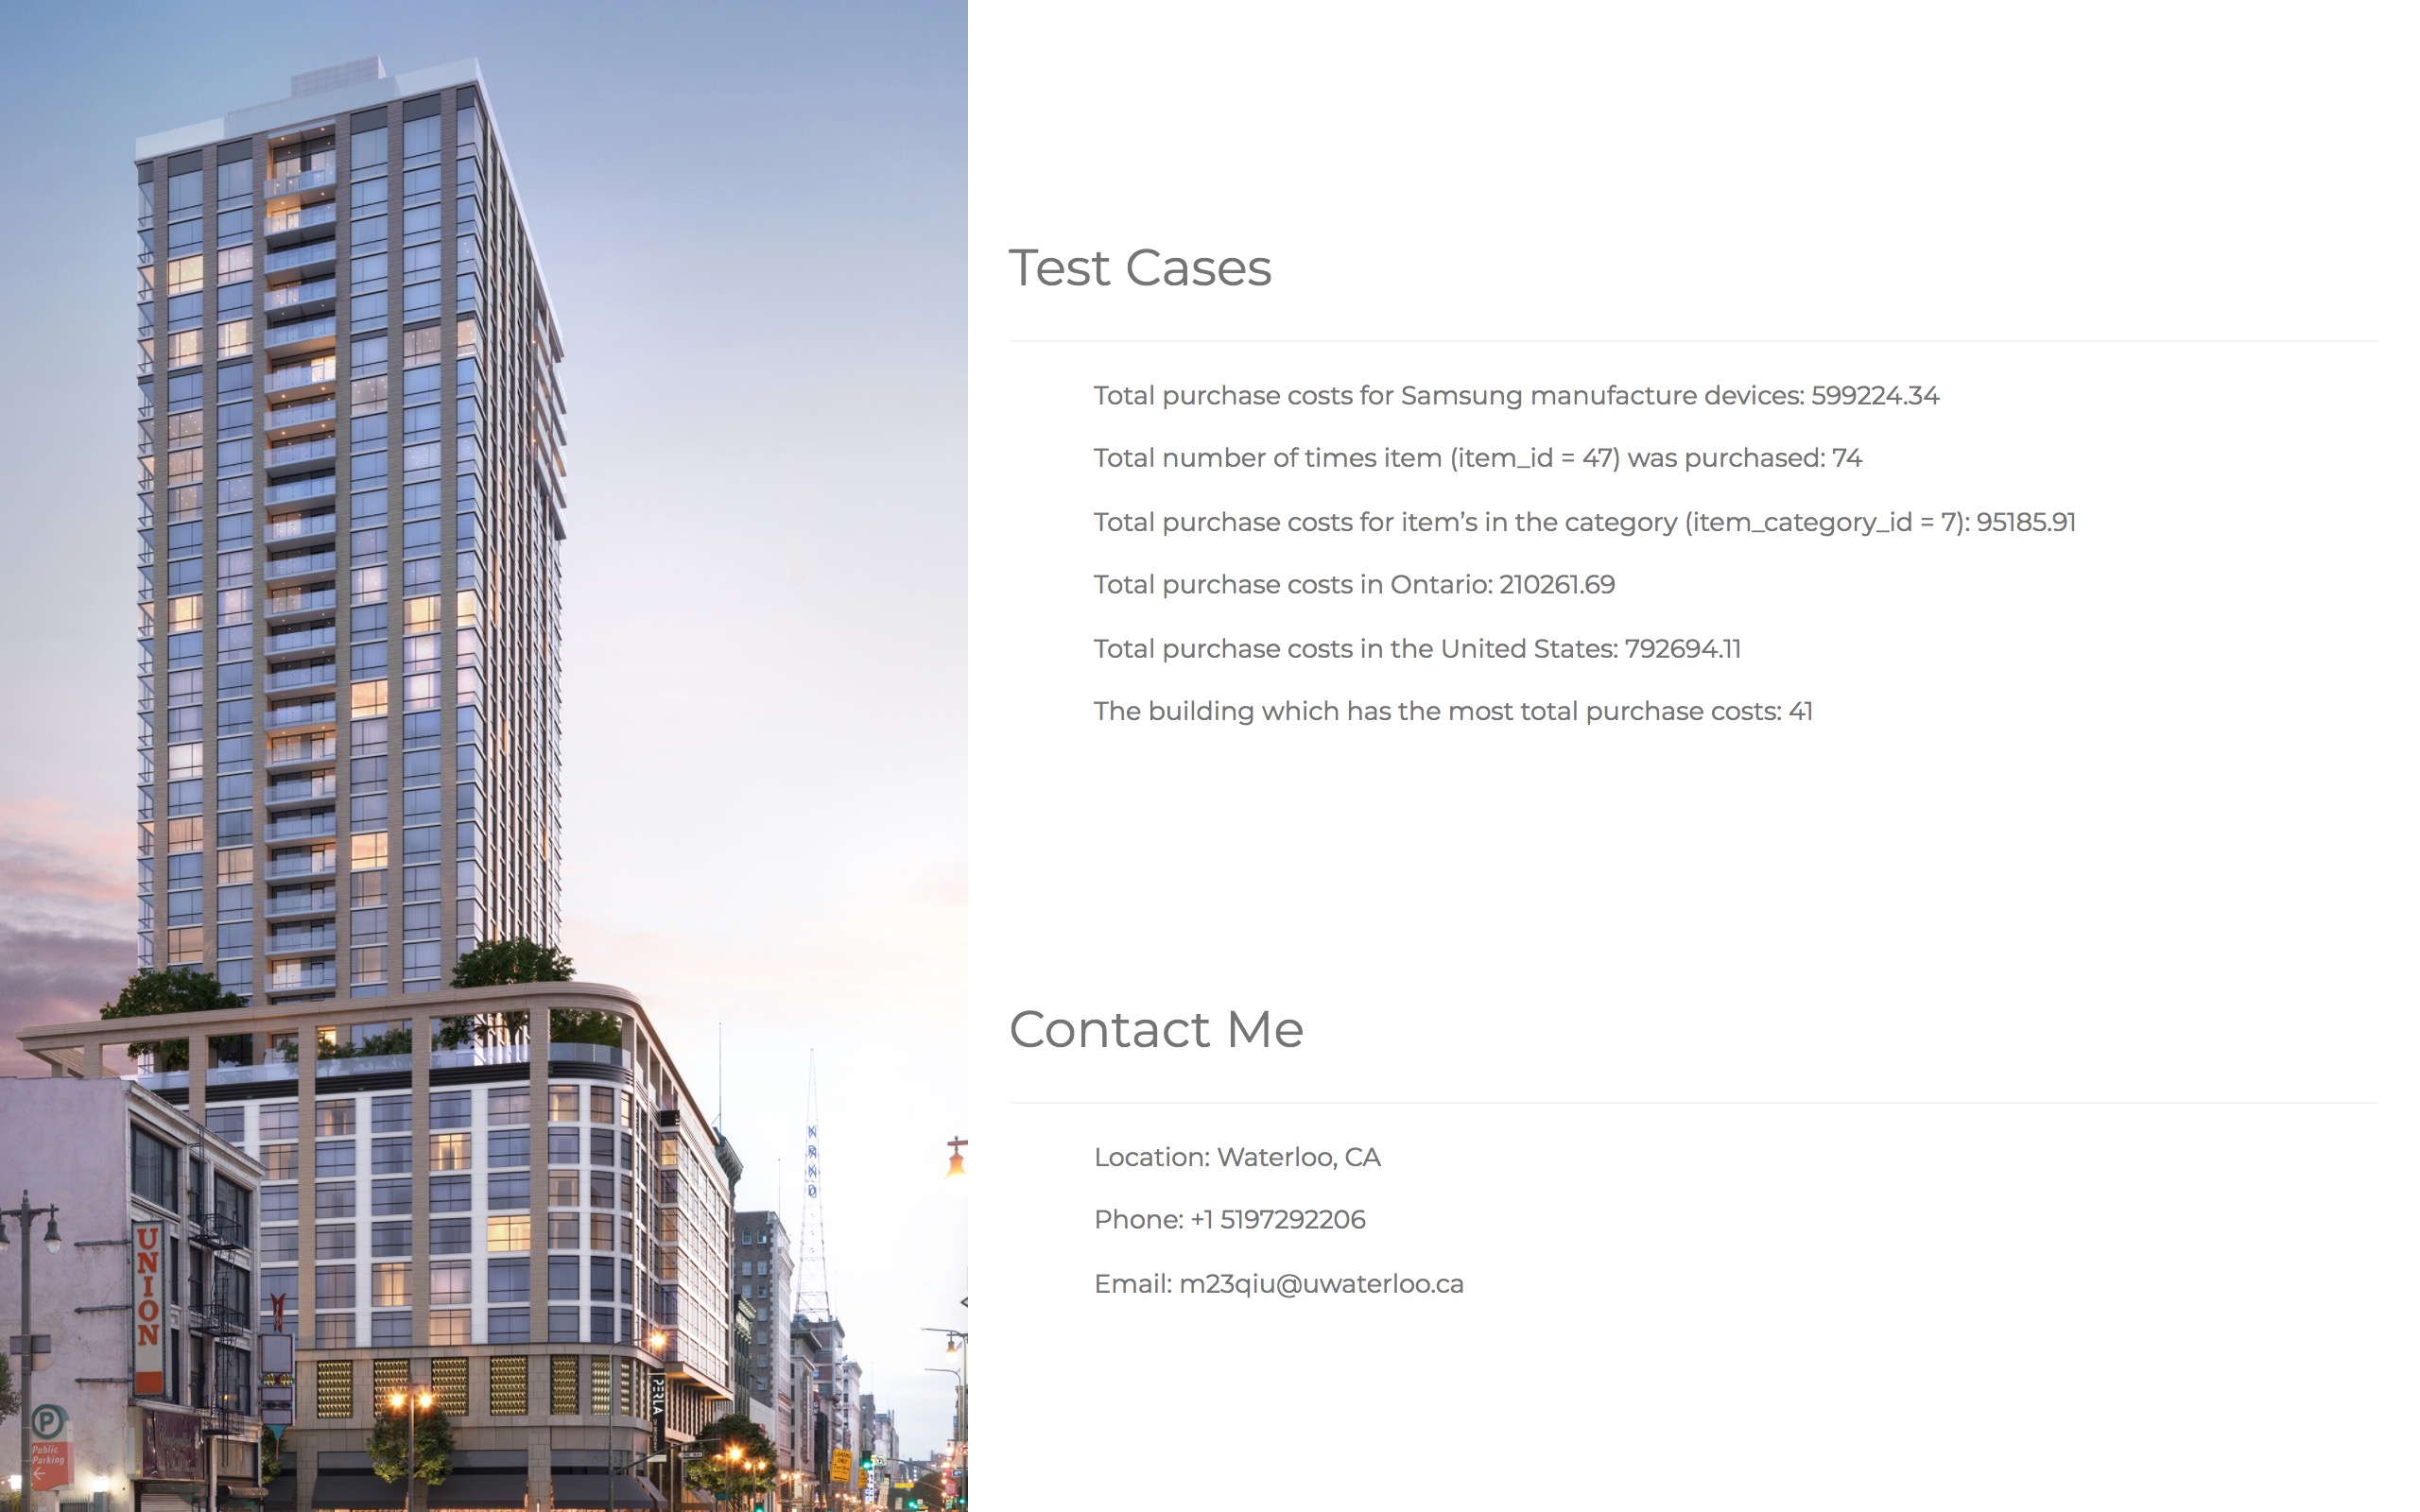 Test Cases
Total purchase costs for Samsung manufacture devices: 599224.34
Total number of times item (item_id = 47) was purchased: 74
Total purchase costs for item’s in the category (item_category_id = 7): 95185.91
Total purchase costs in Ontario: 210261.69
Total purchase costs in the United States: 792694.11
The building which has the most total purchase costs: 41
Contact Me
Location: Waterloo, CA
Phone: +1 5197292206
Email: m23qiu@uwaterloo.ca
UNION
P
Public
Parking
PERLA